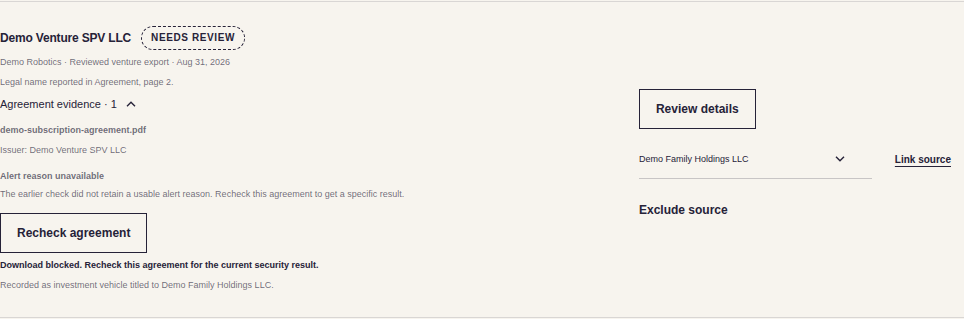 Demo Venture SPV LLC NEEDS REVIEW
Demo Robotics · Reviewed venture export · Aug 31, 2026
Legal name reported in Agreement, page 2.
Agreement evidence · 1
demo-subscription-agreement.pdf
Issuer: Demo Venture SPV LLC
Alert reason unavailable
The earlier check did not retain a usable alert reason. Recheck this agreement to get a specific result.
Recheck agreement
Download blocked. Recheck this agreement for the current security result.
Recorded as investment vehicle titled to Demo Family Holdings LLC.
Review details
Demo Family Holdings LLC
Link source
Exclude source